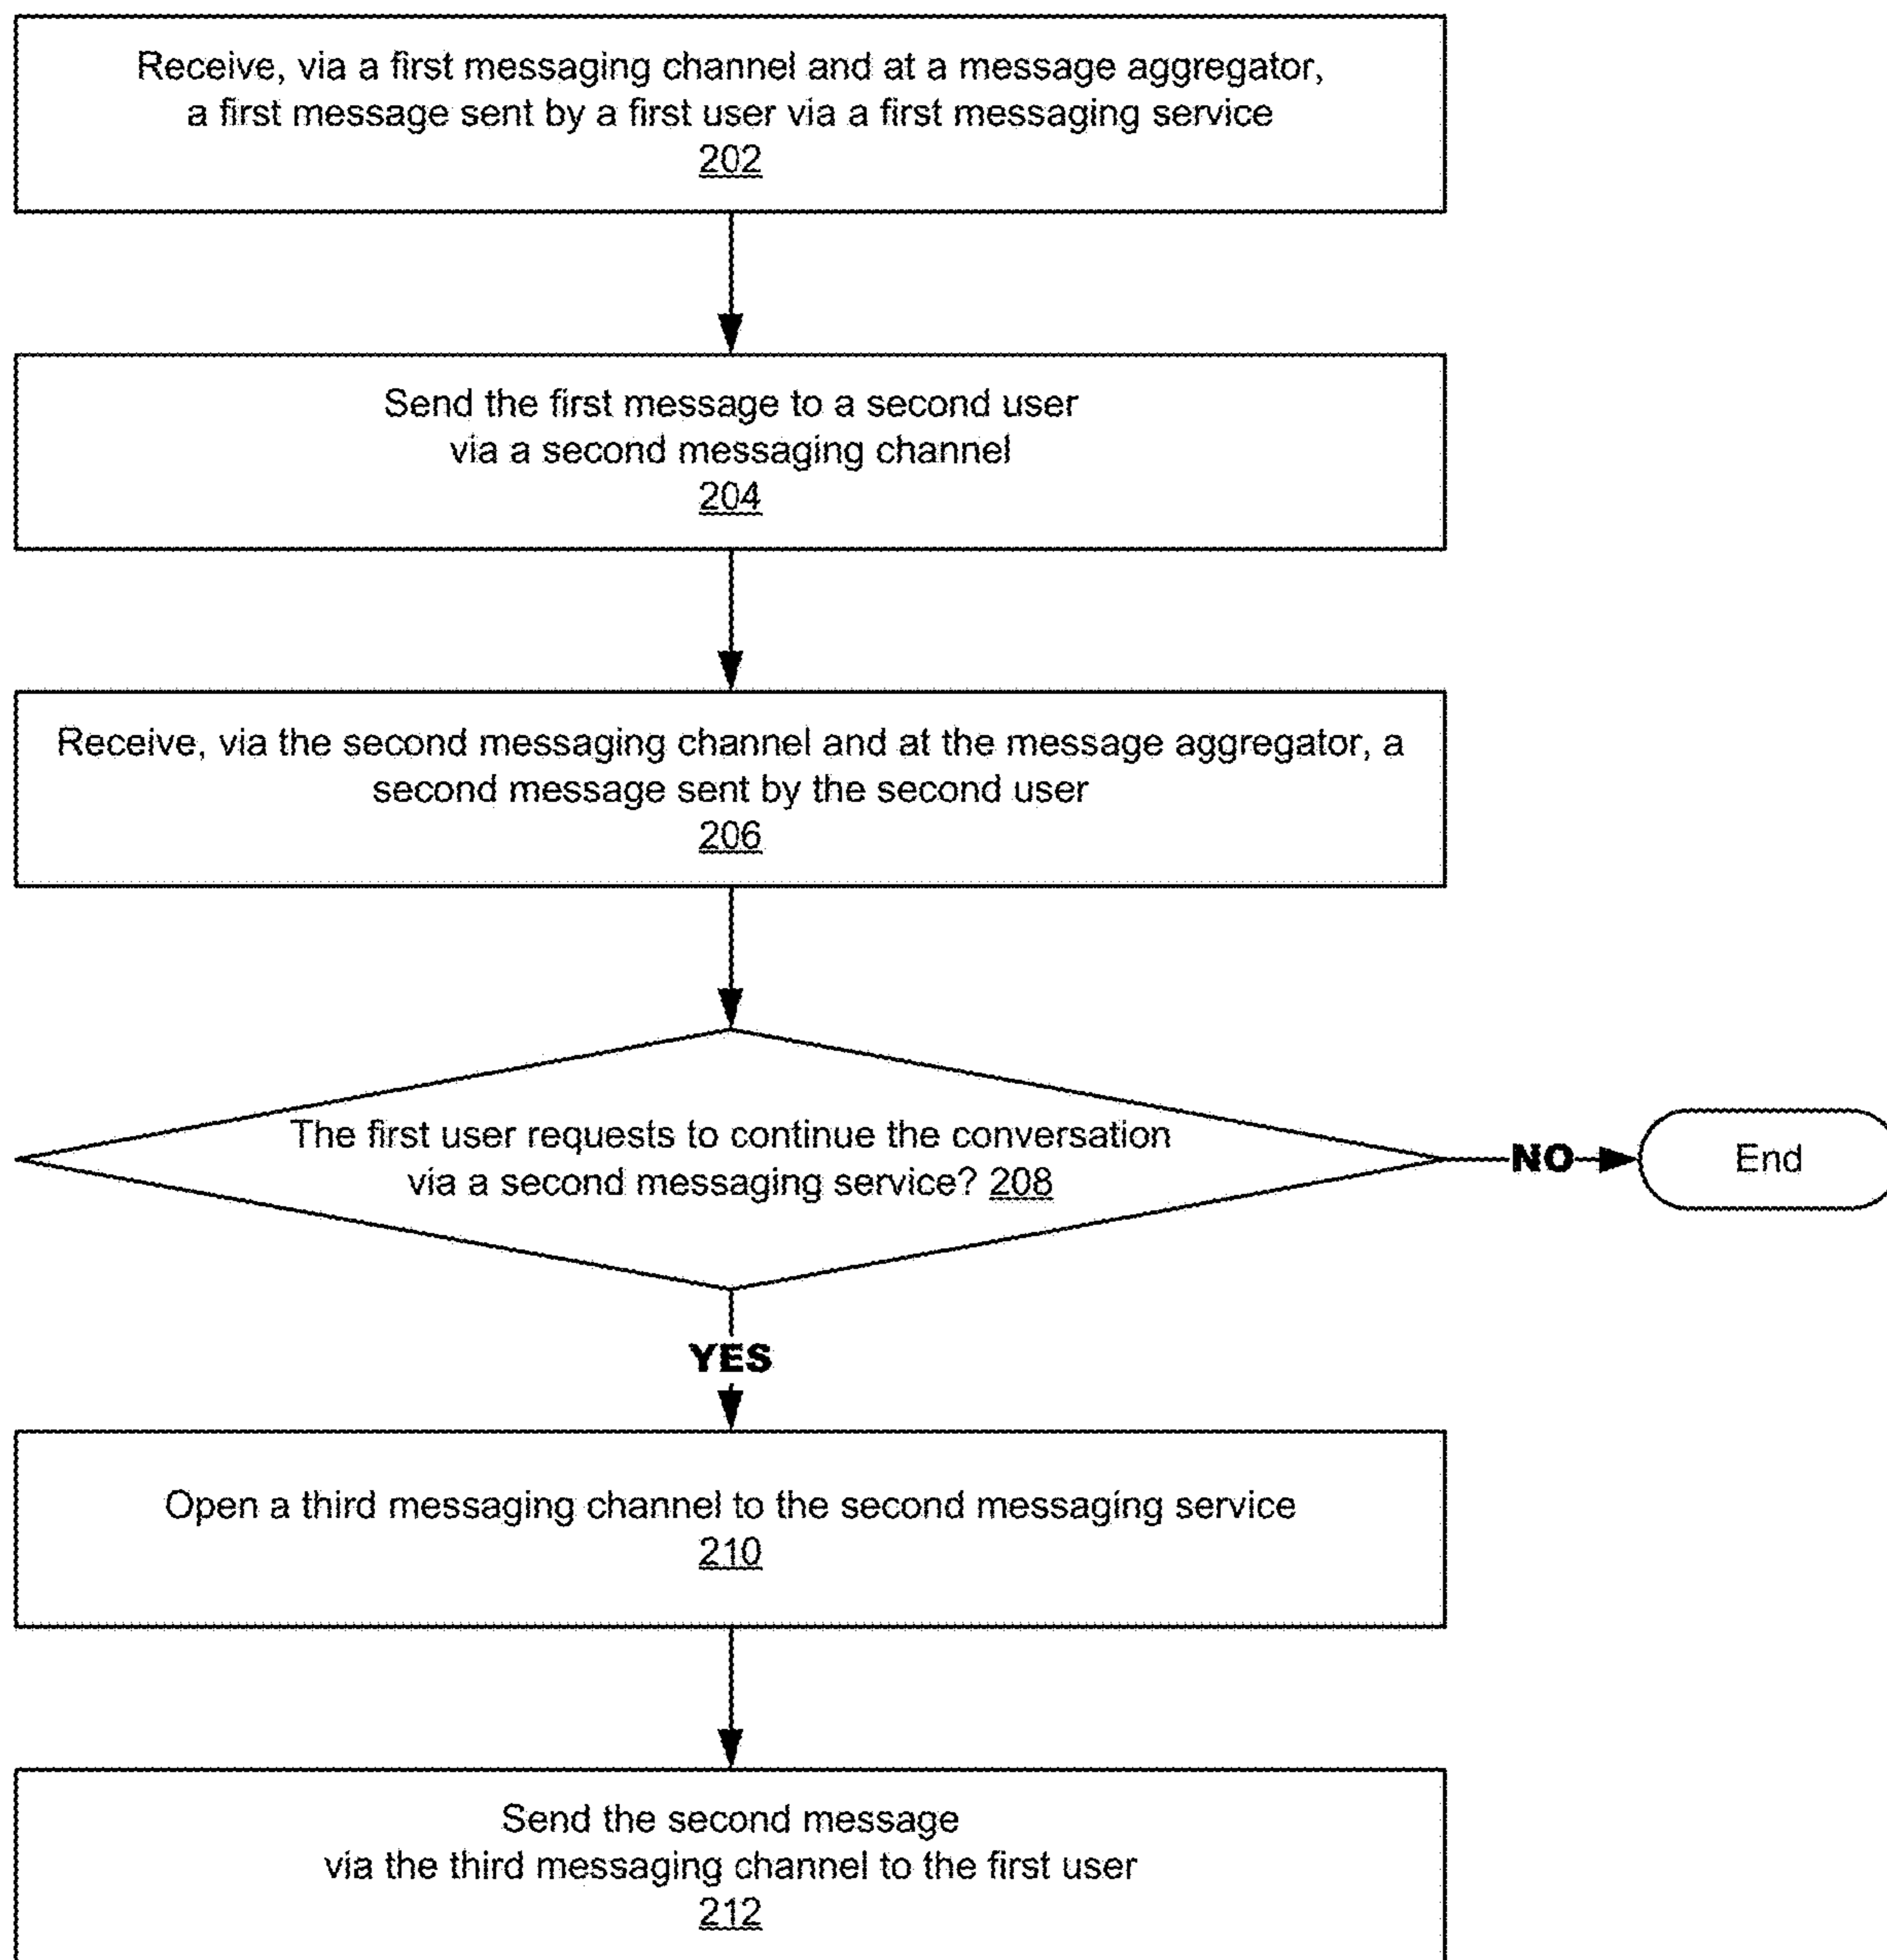 Receive, via a first messaging channel and at a message aggregator,
a first message sent by a first user via a first messaging service
202
Send the first message to a second user
via a second messaging channel
204
Receive, via the second messaging channel and at the message aggregator, a
second message sent by the second user
206
The first user requests to continue the conversation
via a second messaging service? 208
NO
End
YES
Open a third messaging channel to the second messaging service
210
Send the second message
via the third messaging channel to the first user
212